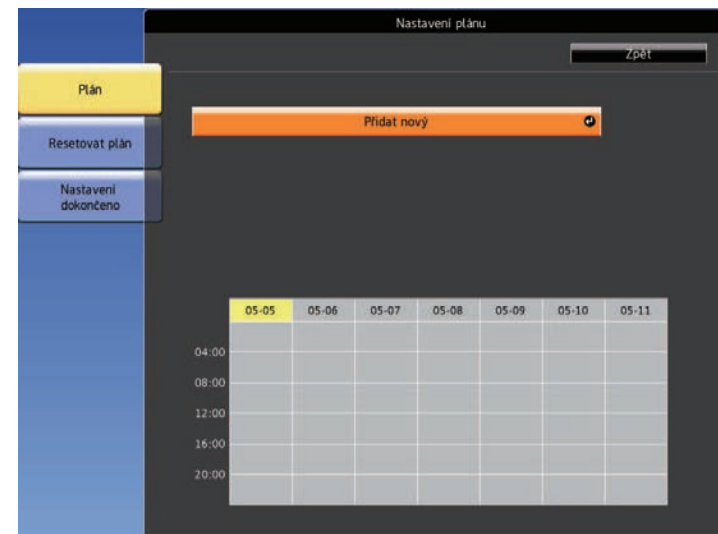 Nastavení plánu
Zpět
Plán
Přidat nový
Resetovat plán
Nastavení
dokončeno
05-05 05-06 05-07 05-08 05-09 05-10 05-11
04:00
08:00
12:00
16:00
20:00